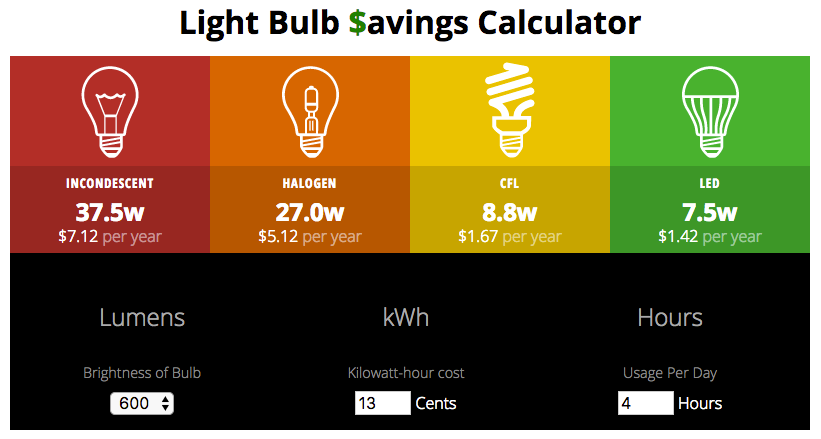 Light Bulb $avings Calculator
INCONDESCENT
37.5w
$7.12 per year
HALOGEN
27.0w
$5.12 per year
CFL
8.8w
$1.67 per year
LED
7.5w
$1.42 per year
Lumens
Brightness of Bulb
600
kWh
Kilowatt-hour cost
13 Cents
Hours
Usage Per Day
4 Hours